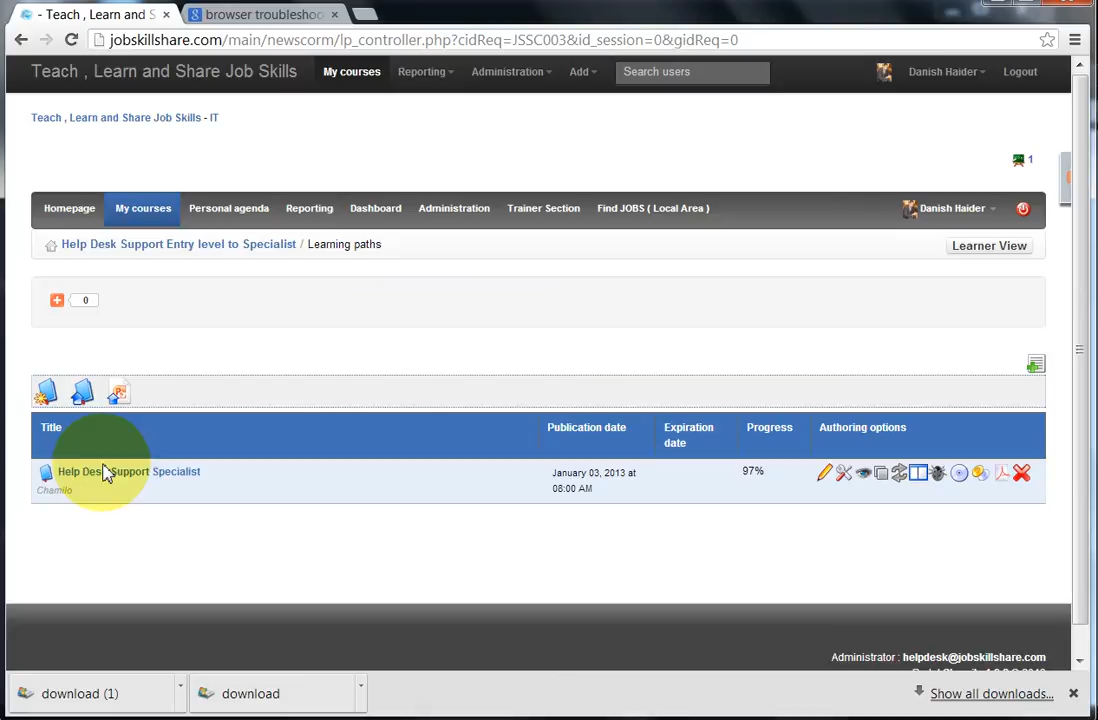 - Teach , Learn and S
browser troubleshoo
jobskillshare.com/main/newscorm/lp_controller.php?cidReq=JSSC003&id_session=0&gidReq=0
Teach , Learn and Share Job Skills My courses Reporting Administration Add Search users Danish Haider Logout
Teach , Learn and Share Job Skills - IT
1
Homepage My courses Personal agenda Reporting Dashboard Administration Trainer Section Find JOBS ( Local Area ) Danish Haider
Help Desk Support Entry level to Specialist / Learning paths Learner View
0
Title Publication date Expiration date Progress Authoring options
Help Desk Support Specialist January 03, 2013 at 08:00 AM 97%
Chamilo
Administrator : helpdesk@jobskillshare.com
download (1) download Show all downloads...